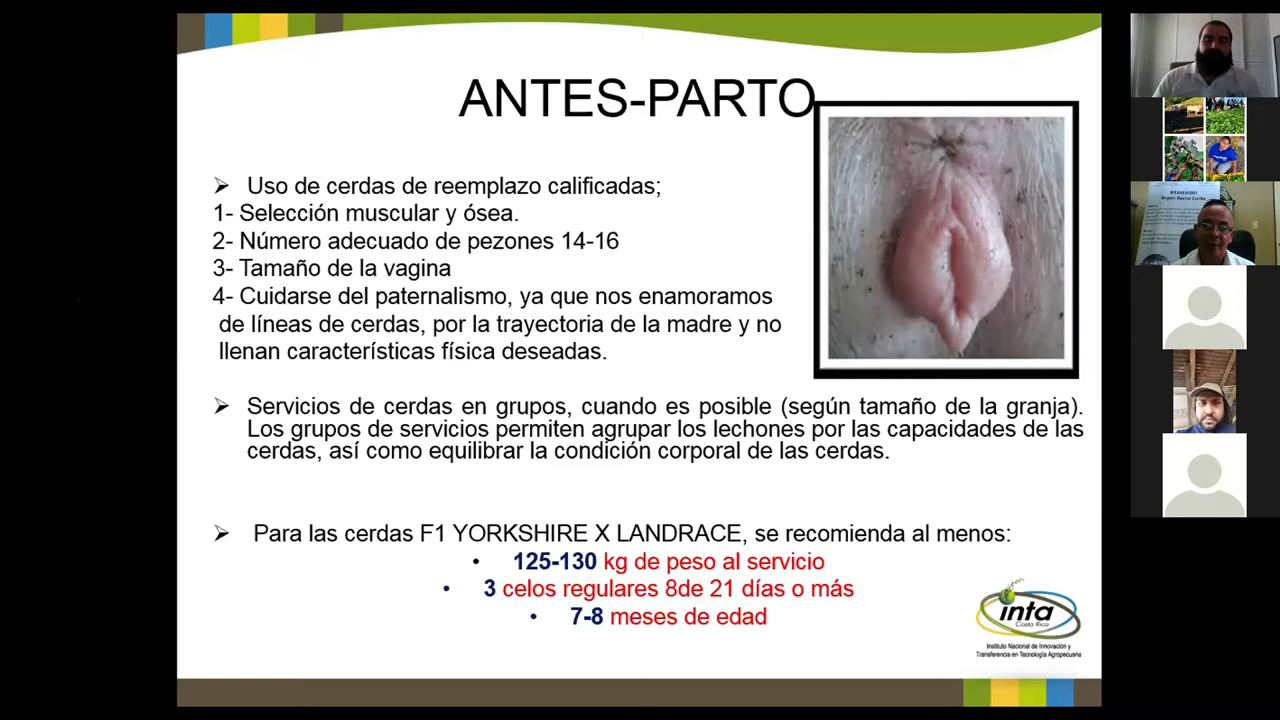 ANTES-PARTO
➢ Uso de cerdas de reemplazo calificadas;
1- Selección muscular y ósea.
2- Número adecuado de pezones 14-16
3- Tamaño de la vagina
4- Cuidarse del paternalismo, ya que nos enamoramos
de líneas de cerdas, por la trayectoria de la madre y no
llenan características física deseadas.
➢ Servicios de cerdas en grupos, cuando es posible (según tamaño de la granja).
Los grupos de servicios permiten agrupar los lechones por las capacidades de las
cerdas, así como equilibrar la condición corporal de las cerdas.
➢ Para las cerdas F1 YORKSHIRE X LANDRACE, se recomienda al menos:
• 125-130 kg de peso al servicio
• 3 celos regulares 8de 21 días o más
• 7-8 meses de edad
inta
Costa Rica
Instituto Nacional de Innovación y
Transferencia en Tecnología Agropecuaria
BIENVENIDOS
Región Huetar Caribe